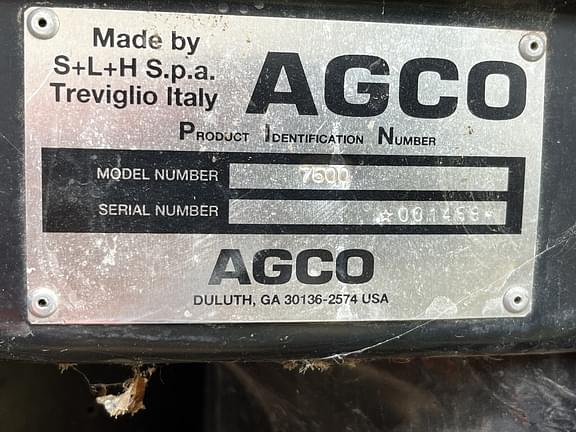 Made by
S+L+H S.p.a.
Treviglio Italy
AGCO
PRODUCT IDENTIFICATION NUMBER
MODEL NUMBER 7600
SERIAL NUMBER
AGCO
DULUTH, GA 30136-2574 USA